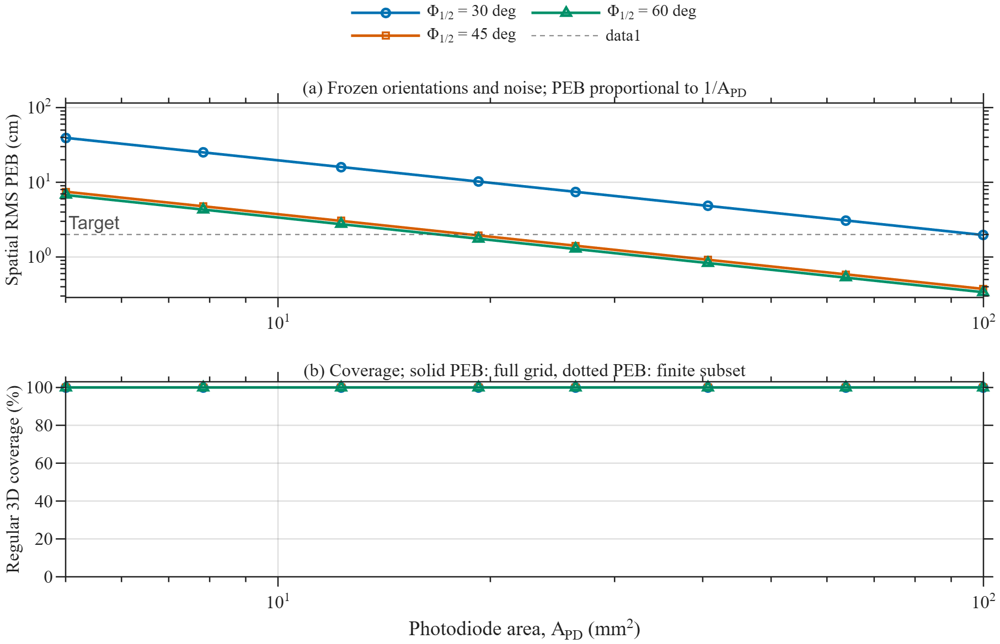 Φ1/2 = 30 deg
Φ1/2 = 60 deg
Φ1/2 = 45 deg
data1
(a) Frozen orientations and noise; PEB proportional to 1/APD
Spatial RMS PEB (cm)
10²
10¹
10⁰
Target
10¹
10²
(b) Coverage; solid PEB: full grid, dotted PEB: finite subset
Regular 3D coverage (%)
100
80
60
40
20
0
10¹
10²
Photodiode area, APD (mm²)